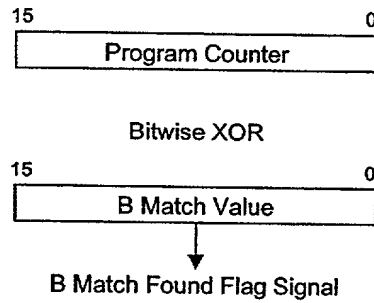 15 0
Program Counter
Bitwise XOR
15 0
B Match Value
B Match Found Flag Signal